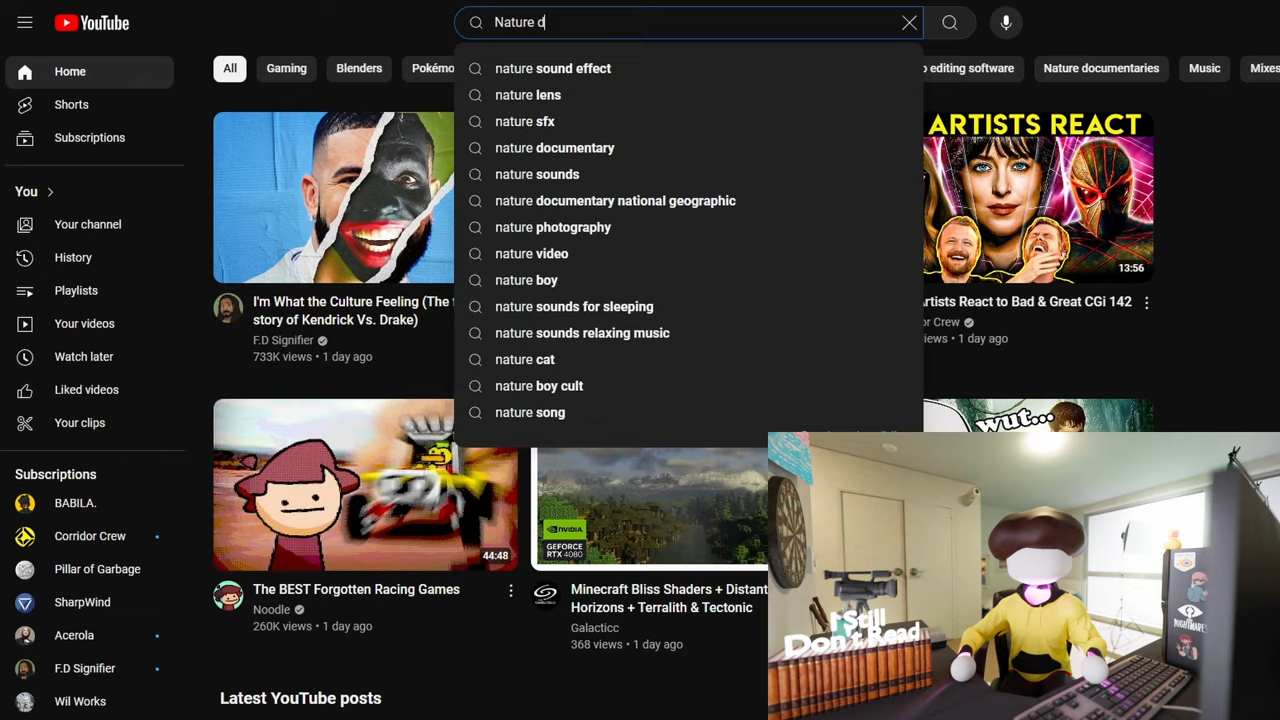 YouTube
Nature d
All
Gaming
Blenders
Pokémo
o editing software
Nature documentaries
Music
Mixes
Home
Shorts
Subscriptions
You
Your channel
History
Playlists
Your videos
Watch later
Liked videos
Your clips
Subscriptions
BABILA.
Corridor Crew
Pillar of Garbage
SharpWind
Acerola
F.D Signifier
Wil Works
nature sound effect
nature lens
nature sfx
nature documentary
nature sounds
nature documentary national geographic
nature photography
nature video
nature boy
nature sounds for sleeping
nature sounds relaxing music
nature cat
nature boy cult
nature song
I'm What the Culture Feeling (The
story of Kendrick Vs. Drake)
F.D Signifier
733K views • 1 day ago
ARTISTS REACT
13:56
rtists React to Bad & Great CGi 142
or Crew
iews • 1 day ago
44:48
The BEST Forgotten Racing Games
Noodle
260K views • 1 day ago
NVIDIA
GEFORCE
RTX 4080
Minecraft Bliss Shaders + Distant
Horizons + Terralith & Tectonic
Galacticc
368 views • 1 day ago
wut...
Latest YouTube posts
I Still
Don't Read
NIGHTMARES